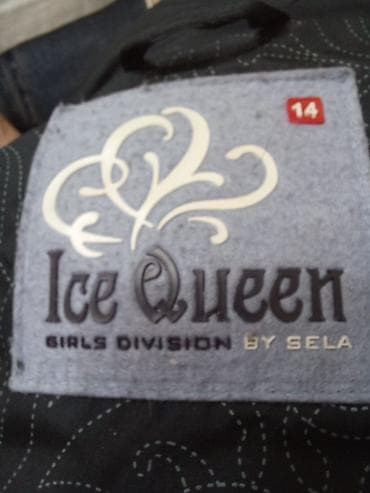 14
Ice Queen
GIRLS DIVISION BY SELA